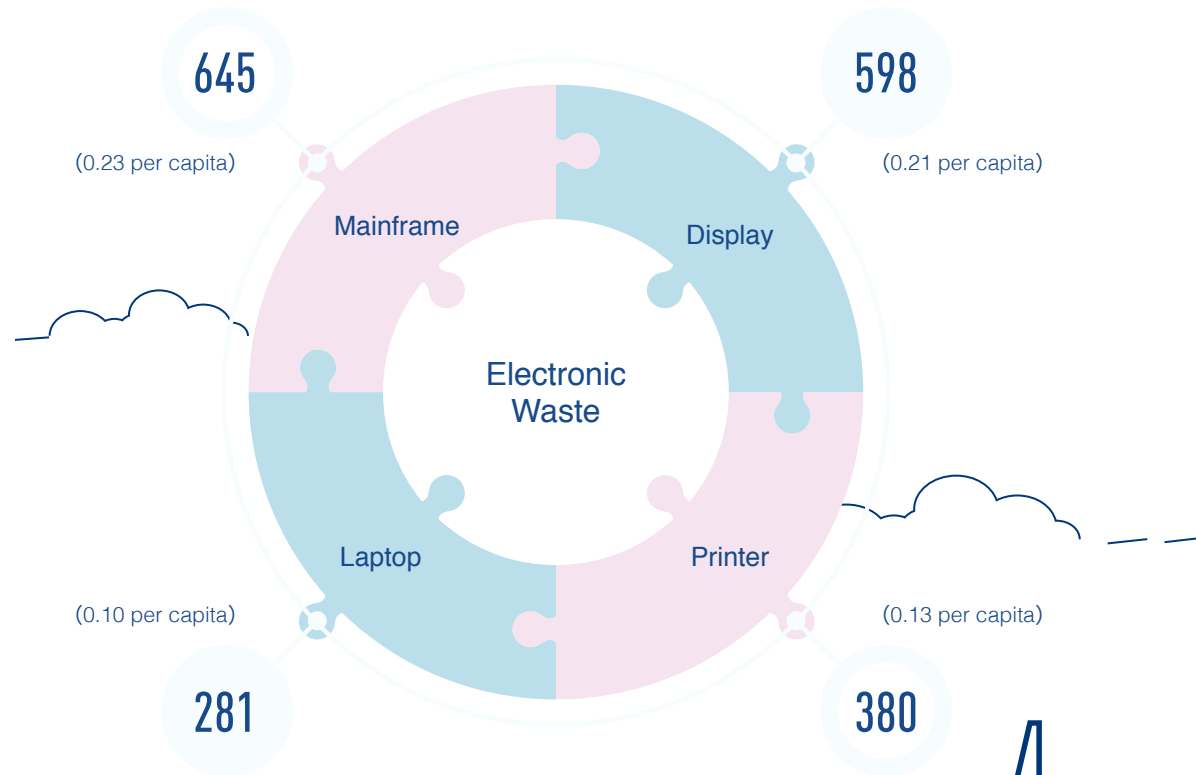 645
598
(0.23 per capita)
(0.21 per capita)
Mainframe
Display
Electronic
Waste
Laptop
Printer
(0.10 per capita)
(0.13 per capita)
281
380
4